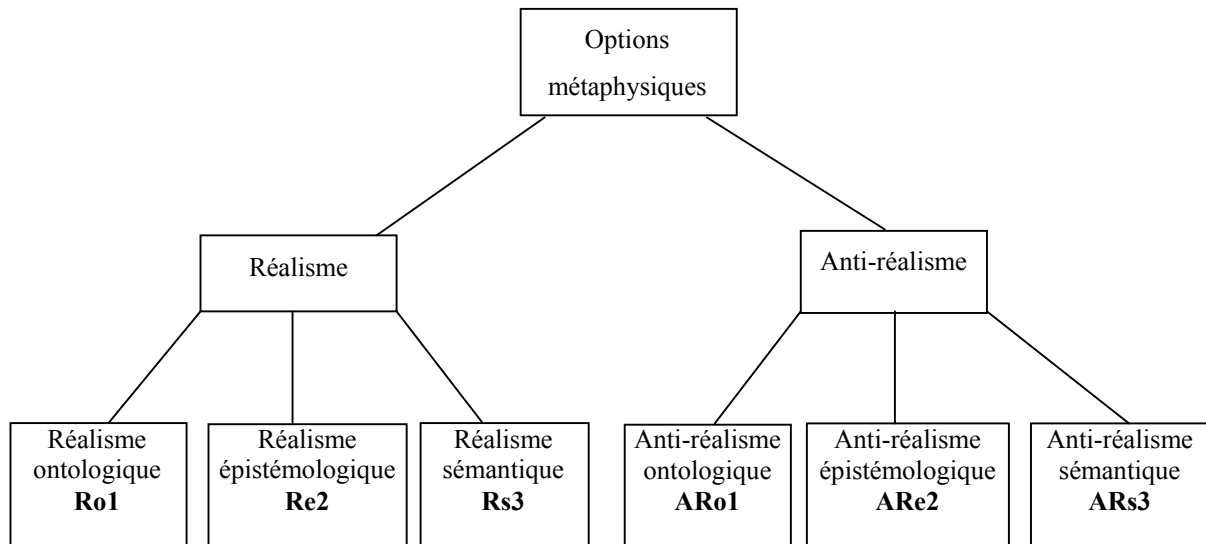 Options
métaphysiques
Réalisme
Anti-réalisme
Réalisme
ontologique
Ro1
Réalisme
épistémologique
Re2
Réalisme
sémantique
Rs3
Anti-réalisme
ontologique
ARo1
Anti-réalisme
épistémologique
ARe2
Anti-réalisme
sémantique
ARs3